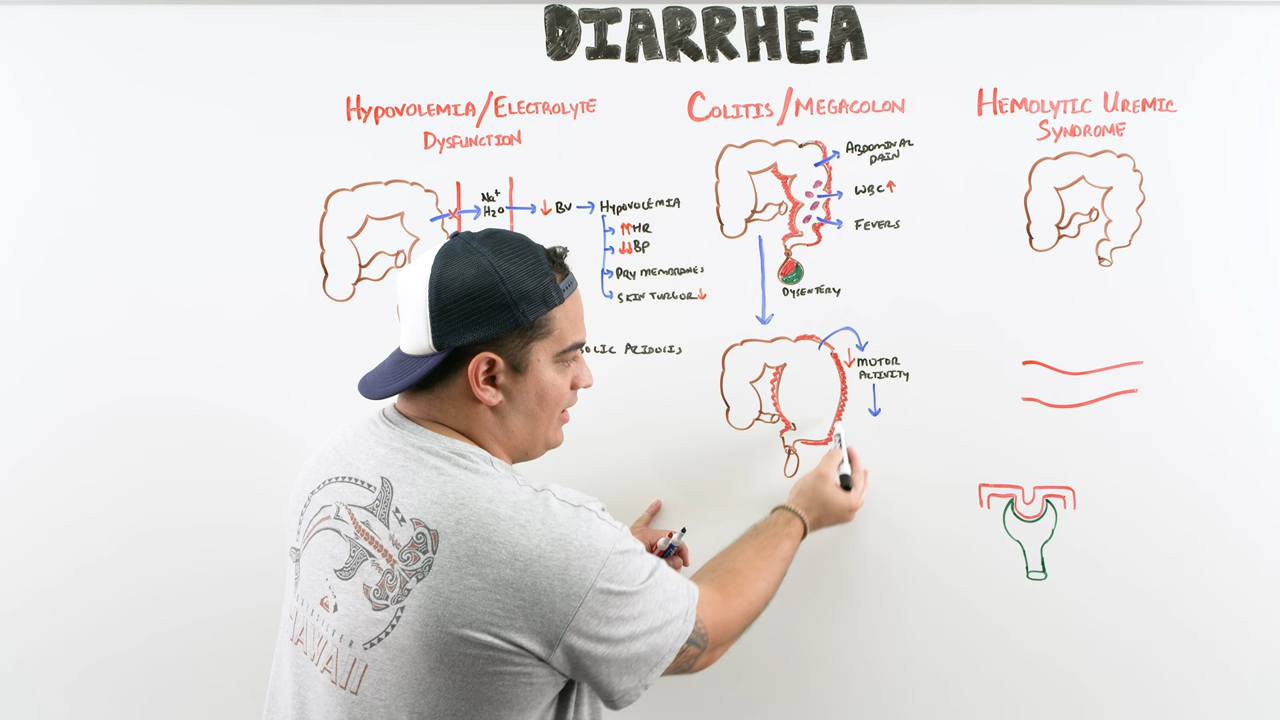 DIARRHEA
HYPOVOLEMIA/ELECTROLYTE
DYSFUNCTION
Na+
H2O
↓ BV → HYPOVOLEMIA
↑↑ HR
↓↓ BP
DRY MEMBRANES
SKIN TURGOR ↓
OLIC ACIDOSIS
COLITIS/MEGACOLON
ABDOMINAL
PAIN
WBC ↑
FEVERS
DYSENTERY
↓ MOTOR
ACTIVITY
HEMOLYTIC UREMIC
SYNDROME
QUIKSILVER
HAWAII